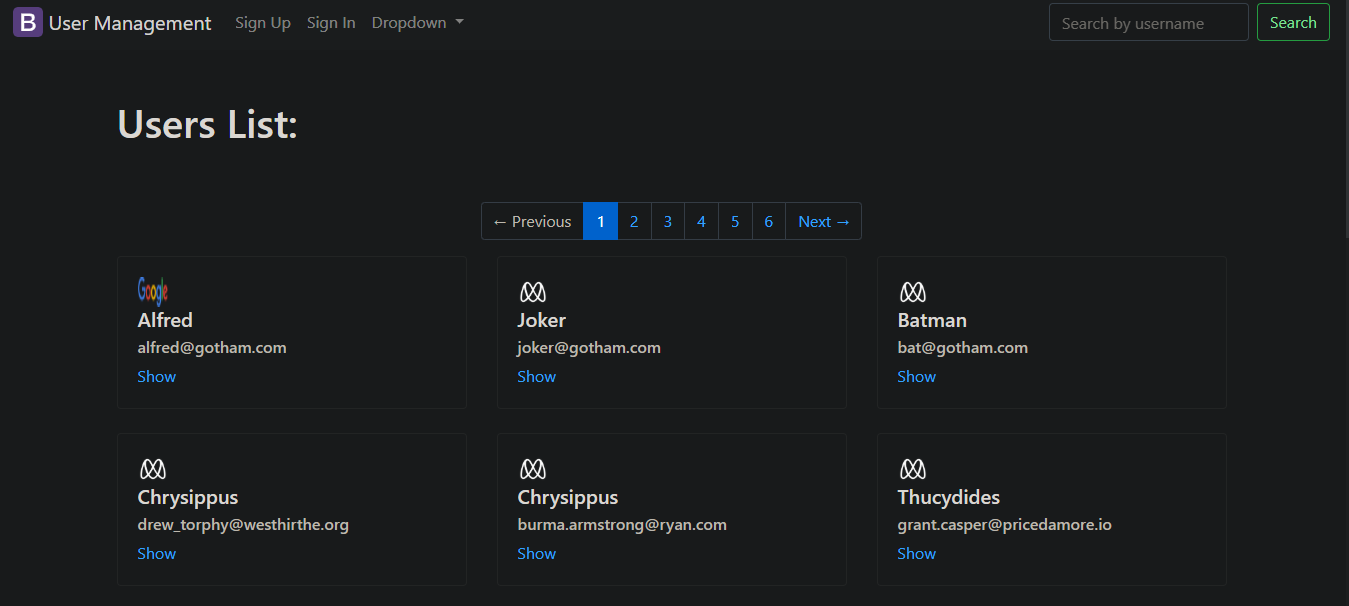 B User Management Sign Up Sign In Dropdown Search by username Search
Users List:
← Previous 1 2 3 4 5 6 Next →
Google
Alfred
alfred@gotham.com
Show
Joker
joker@gotham.com
Show
Batman
bat@gotham.com
Show
Chrysippus
drew_torphy@westhirthe.org
Show
Chrysippus
burma.armstrong@ryan.com
Show
Thucydides
grant.casper@pricedamore.io
Show